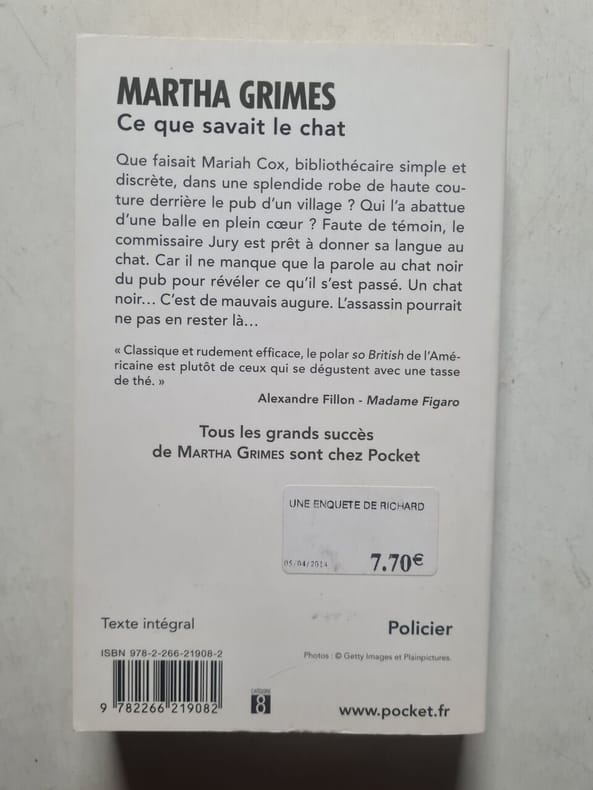 MARTHA GRIMES
Ce que savait le chat
Que faisait Mariah Cox, bibliothécaire simple et
discrète, dans une splendide robe de haute cou-
ture derrière le pub d'un village ? Qui l'a abattue
d'une balle en plein cœur ? Faute de témoin, le
commissaire Jury est prêt à donner sa langue au
chat. Car il ne manque que la parole au chat noir
du pub pour révéler ce qu'il s'est passé. Un chat
noir... C'est de mauvais augure. L'assassin pourrait
ne pas en rester là...
« Classique et rudement efficace, le polar so British de l'Amé-
ricaine est plutôt de ceux qui se dégustent avec une tasse
de thé. »
Alexandre Fillon - Madame Figaro
Tous les grands succès
de MARTHA GRIMES sont chez Pocket
UNE ENQUETE DE RICHARD
05/04/2014
7.70€
Texte intégral
Policier
ISBN 978-2-266-21908-2
Photos : © Getty Images et Plainpictures.
9 782266 219082
CATÉGORIE
8
www.pocket.fr